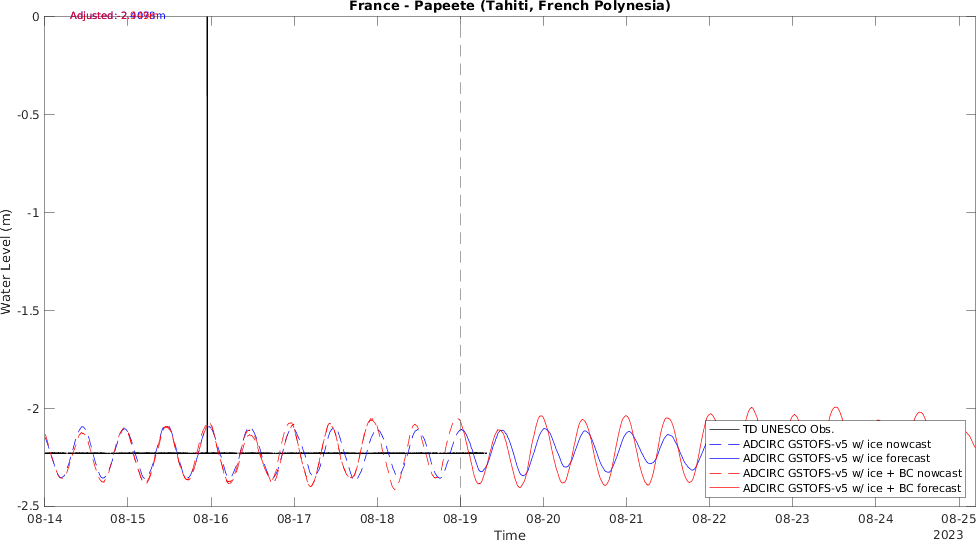 France - Papeete (Tahiti, French Polynesia)
Adjusted:
0
-0.5
-1
-1.5
-2
-2.5
Water Level (m)
TD UNESCO Obs.
ADCIRC GSTOFS-v5 w/ ice nowcast
ADCIRC GSTOFS-v5 w/ ice forecast
ADCIRC GSTOFS-v5 w/ ice + BC nowcast
ADCIRC GSTOFS-v5 w/ ice + BC forecast
08-14 08-15 08-16 08-17 08-18 08-19 08-20 08-21 08-22 08-23 08-24 08-25
Time
2023